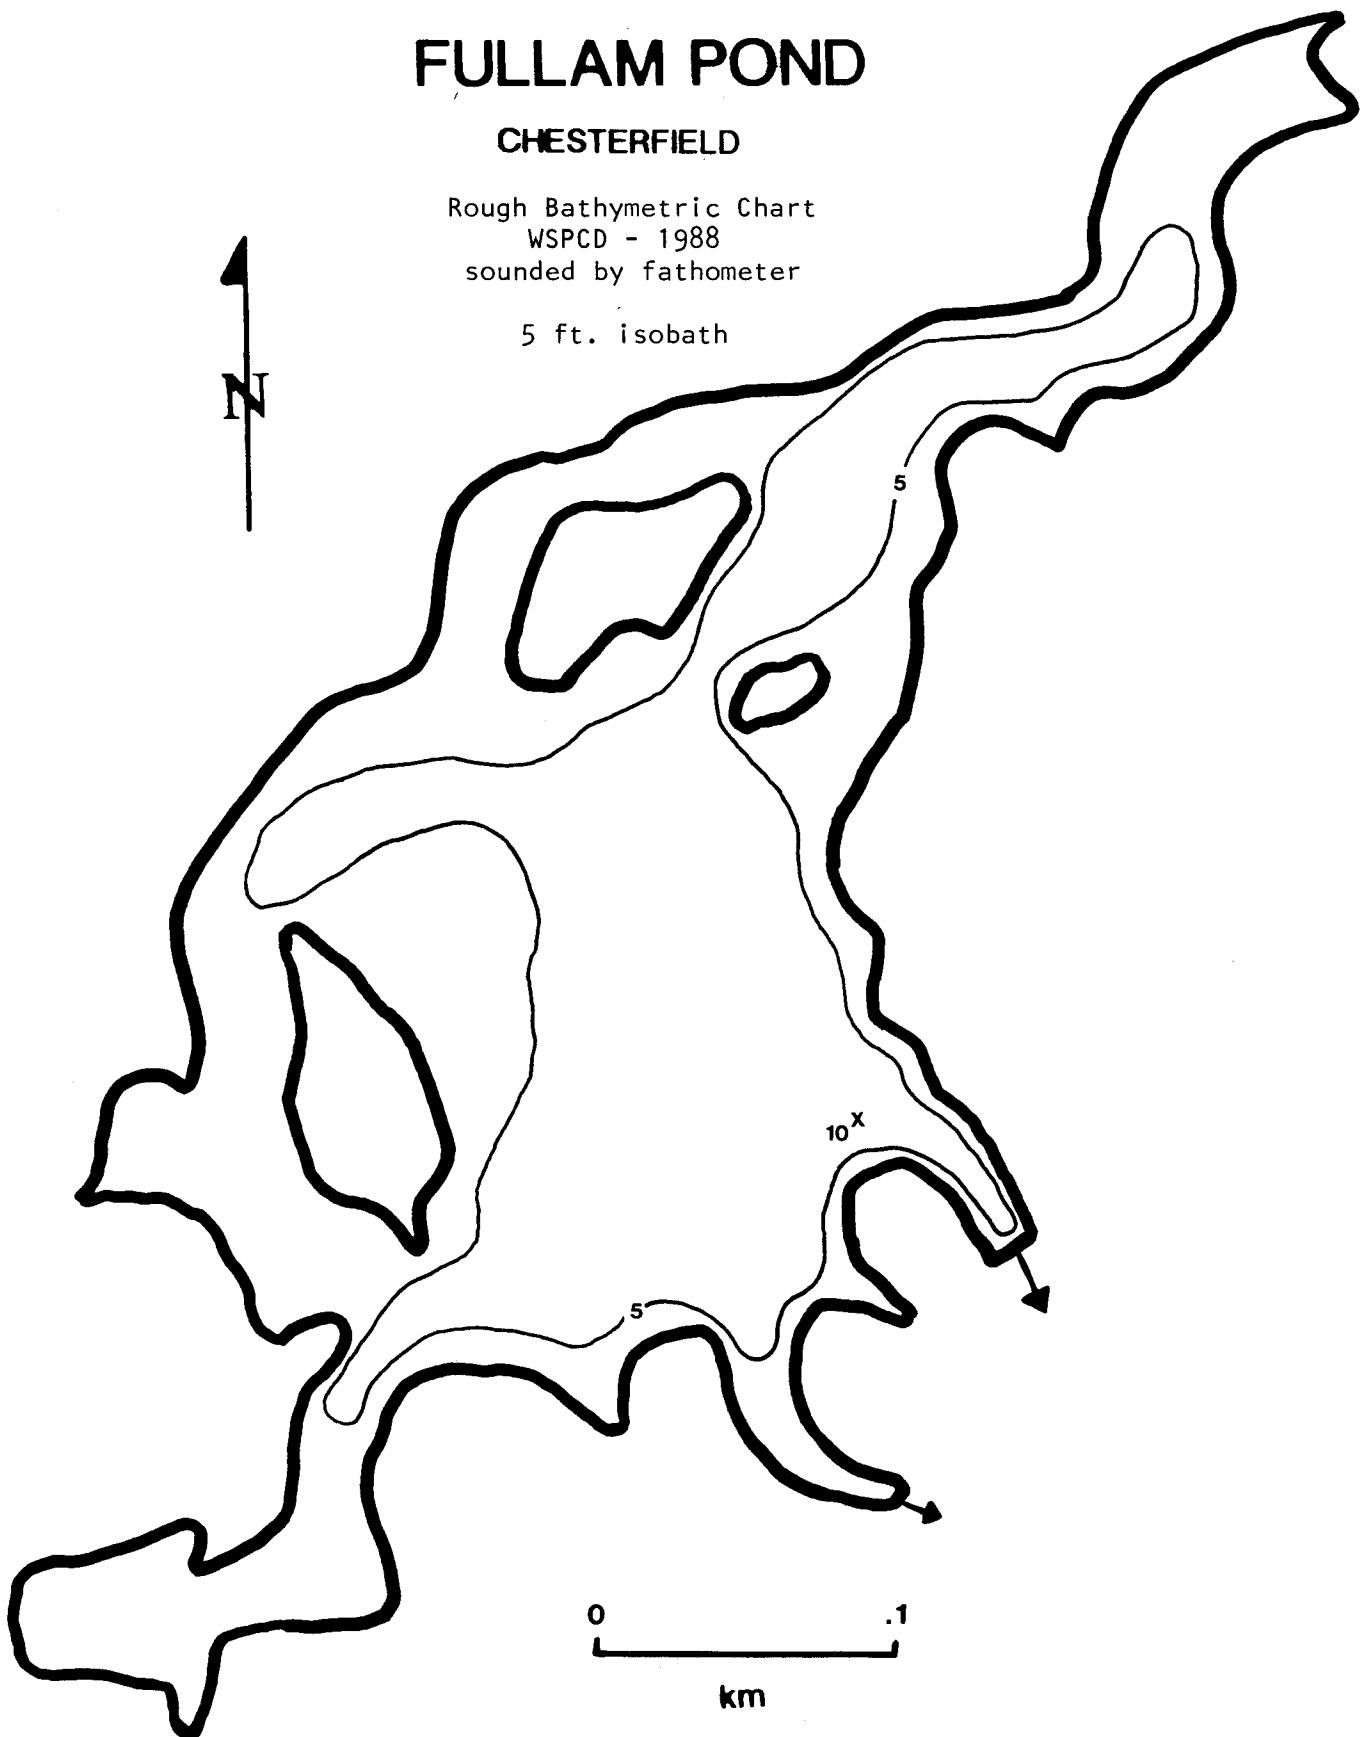 FULLAM POND
CHESTERFIELD
Rough Bathymetric Chart
WSPCD - 1988
sounded by fathometer
5 ft. isobath
N
5
10 X
5
0 .1
km